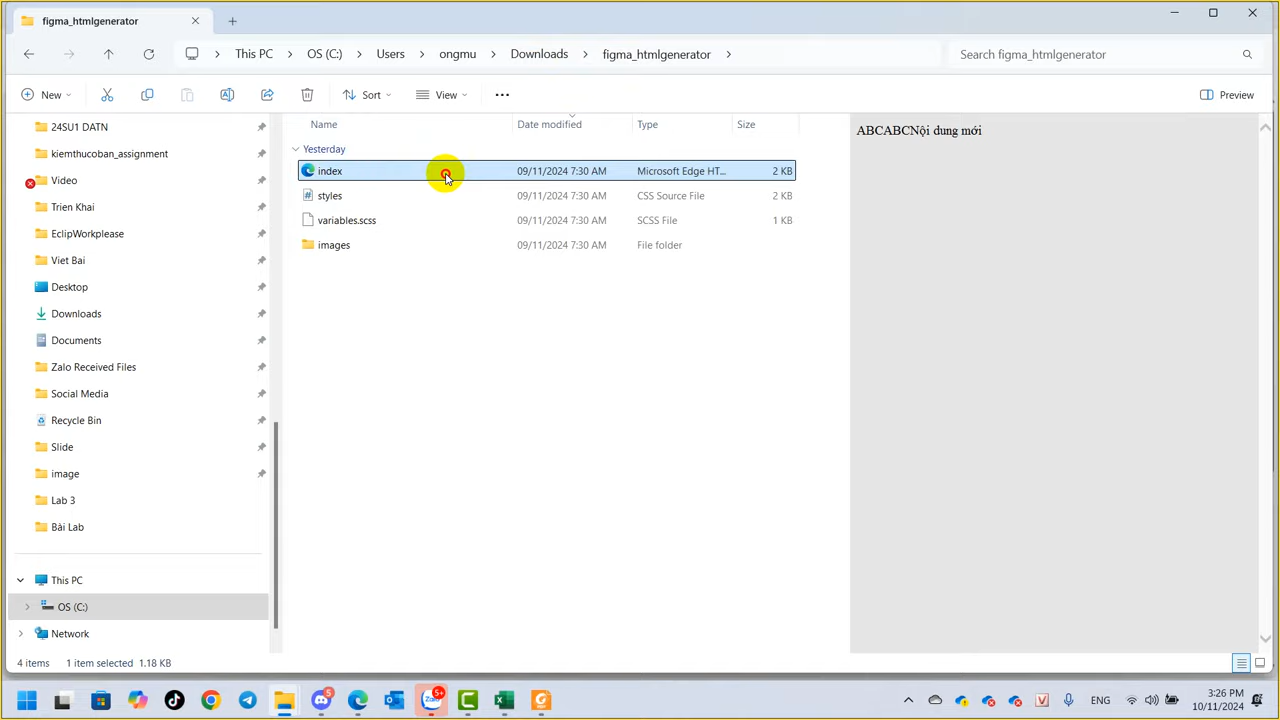 figma_htmlgenerator
This PC > OS (C:) > Users > ongmu > Downloads > figma_htmlgenerator >
Search figma_htmlgenerator
New
Sort
View
Preview
24SU1 DATN
kiemthucoban_assignment
Video
Trien Khai
EclipWorkplease
Viet Bai
Desktop
Downloads
Documents
Zalo Received Files
Social Media
Recycle Bin
Slide
image
Lab 3
Bài Lab
This PC
OS (C:)
Network
Name Date modified Type Size
Yesterday
index 09/11/2024 7:30 AM Microsoft Edge HT... 2 KB
styles 09/11/2024 7:30 AM CSS Source File 2 KB
variables.scss 09/11/2024 7:30 AM SCSS File 1 KB
images 09/11/2024 7:30 AM File folder
ABCABCNội dung mới
4 items 1 item selected 1.18 KB
5
Zalo
5+
ENG
3:26 PM
10/11/2024